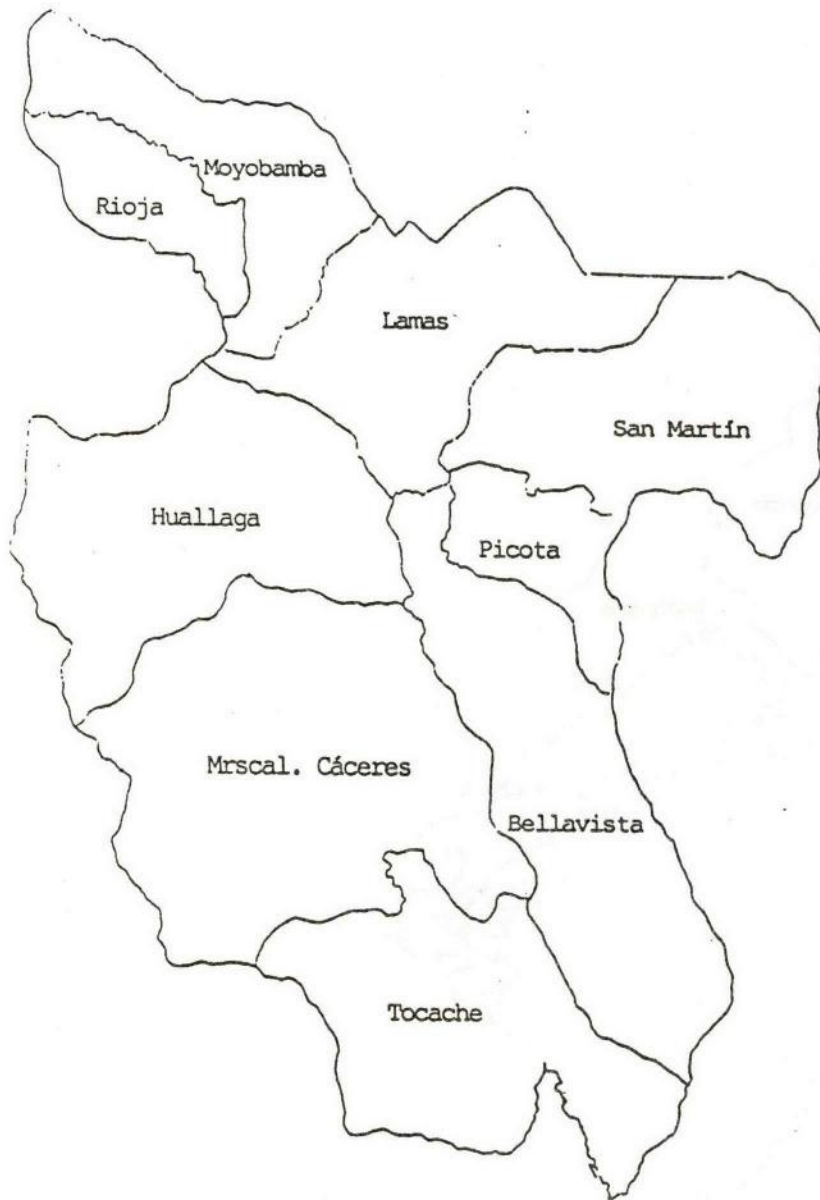 Moyobamba
Rioja
Lamas
San Martín
Huallaga
Picota
Mrscal. Cáceres
Bellavista
Tocache